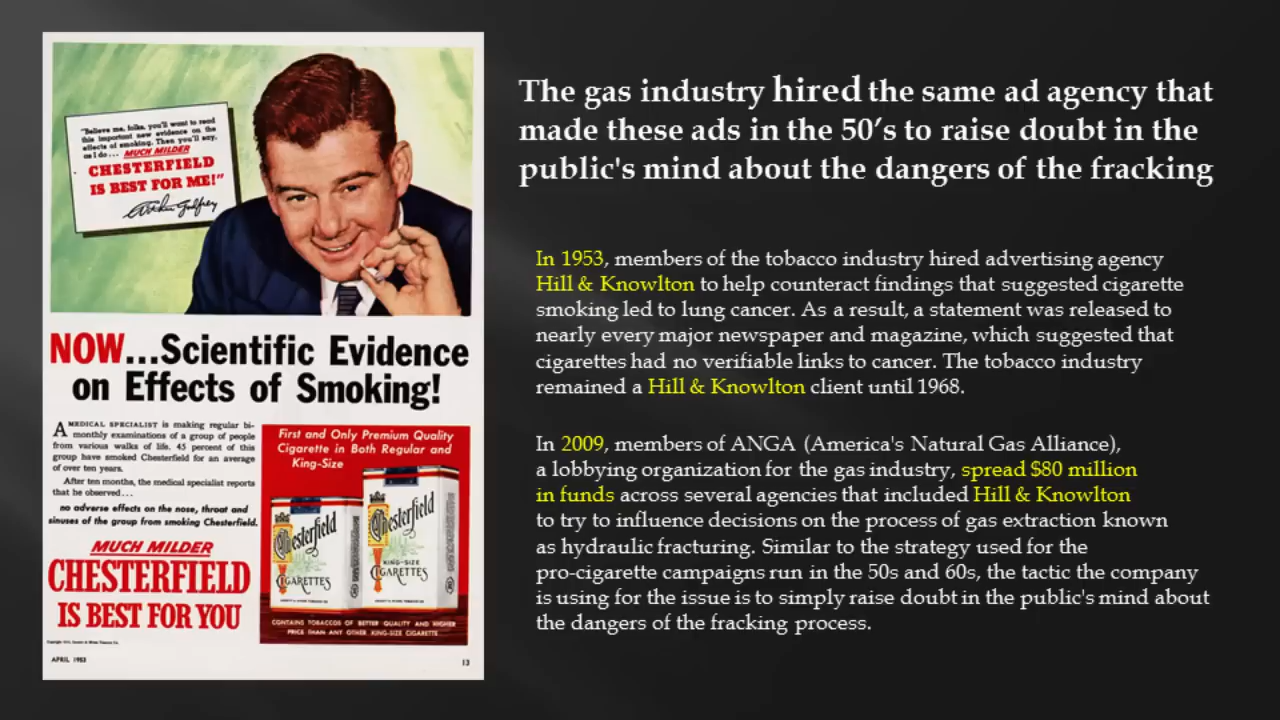 "Believe me, folks, you'll want to read
this important new evidence on the
effects of smoking. Then you'll say,
as I do... MUCH MILDER
CHESTERFIELD
IS BEST FOR ME!"
Arthur Godfrey
NOW...Scientific Evidence
on Effects of Smoking!
A MEDICAL SPECIALIST is making regular bi-
monthly examinations of a group of people
from various walks of life. 45 percent of this
group have smoked Chesterfield for an average
of over ten years.
After ten months, the medical specialist reports
that he observed...
no adverse effects on the nose, throat and
sinuses of the group from smoking Chesterfield.
MUCH MILDER
CHESTERFIELD
IS BEST FOR YOU
First and Only Premium Quality
Cigarette in Both Regular and
King-Size
Chesterfield
CIGARETTES
Chesterfield
KING-SIZE
CIGARETTES
CONTAINS TOBACCOS OF BETTER QUALITY AND HIGHER
PRICE THAN ANY OTHER KING-SIZE CIGARETTE
APRIL 1953
13
The gas industry hired the same ad agency that
made these ads in the 50's to raise doubt in the
public's mind about the dangers of the fracking
In 1953, members of the tobacco industry hired advertising agency
Hill & Knowlton to help counteract findings that suggested cigarette
smoking led to lung cancer. As a result, a statement was released to
nearly every major newspaper and magazine, which suggested that
cigarettes had no verifiable links to cancer. The tobacco industry
remained a Hill & Knowlton client until 1968.
In 2009, members of ANGA (America's Natural Gas Alliance),
a lobbying organization for the gas industry, spread $80 million
in funds across several agencies that included Hill & Knowlton
to try to influence decisions on the process of gas extraction known
as hydraulic fracturing. Similar to the strategy used for the
pro-cigarette campaigns run in the 50s and 60s, the tactic the company
is using for the issue is to simply raise doubt in the public's mind about
the dangers of the fracking process.